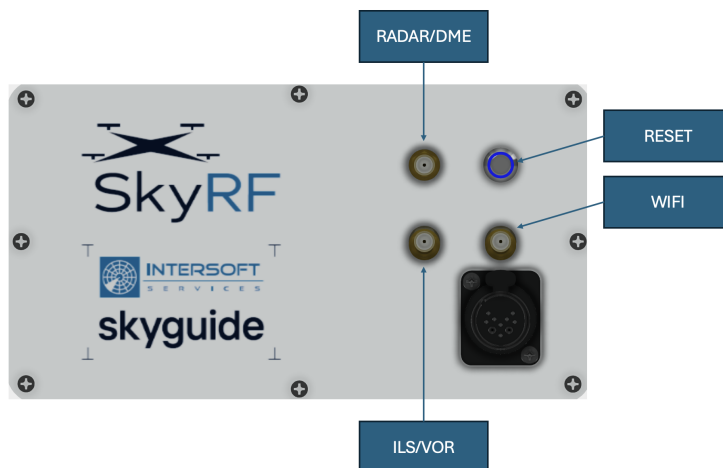 RADAR/DME
RESET
WIFI
SkyRF
INTERSOFT
SERVICES
skyguide
ILS/VOR